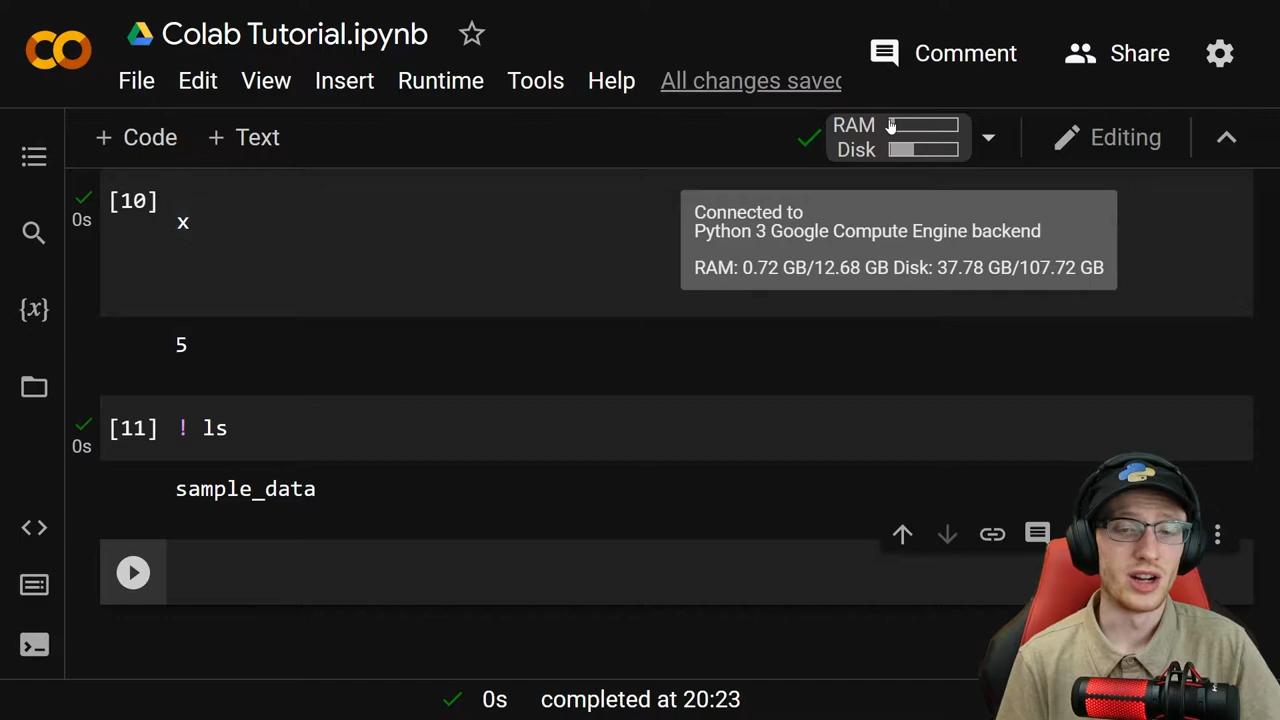 Colab Tutorial.ipynb
Comment
Share
File Edit View Insert Runtime Tools Help All changes saved
+ Code + Text
RAM
Disk
Editing
[10] x
0s
Connected to
Python 3 Google Compute Engine backend
RAM: 0.72 GB/12.68 GB Disk: 37.78 GB/107.72 GB
{x}
5
[11] ! ls
0s
sample_data
0s completed at 20:23